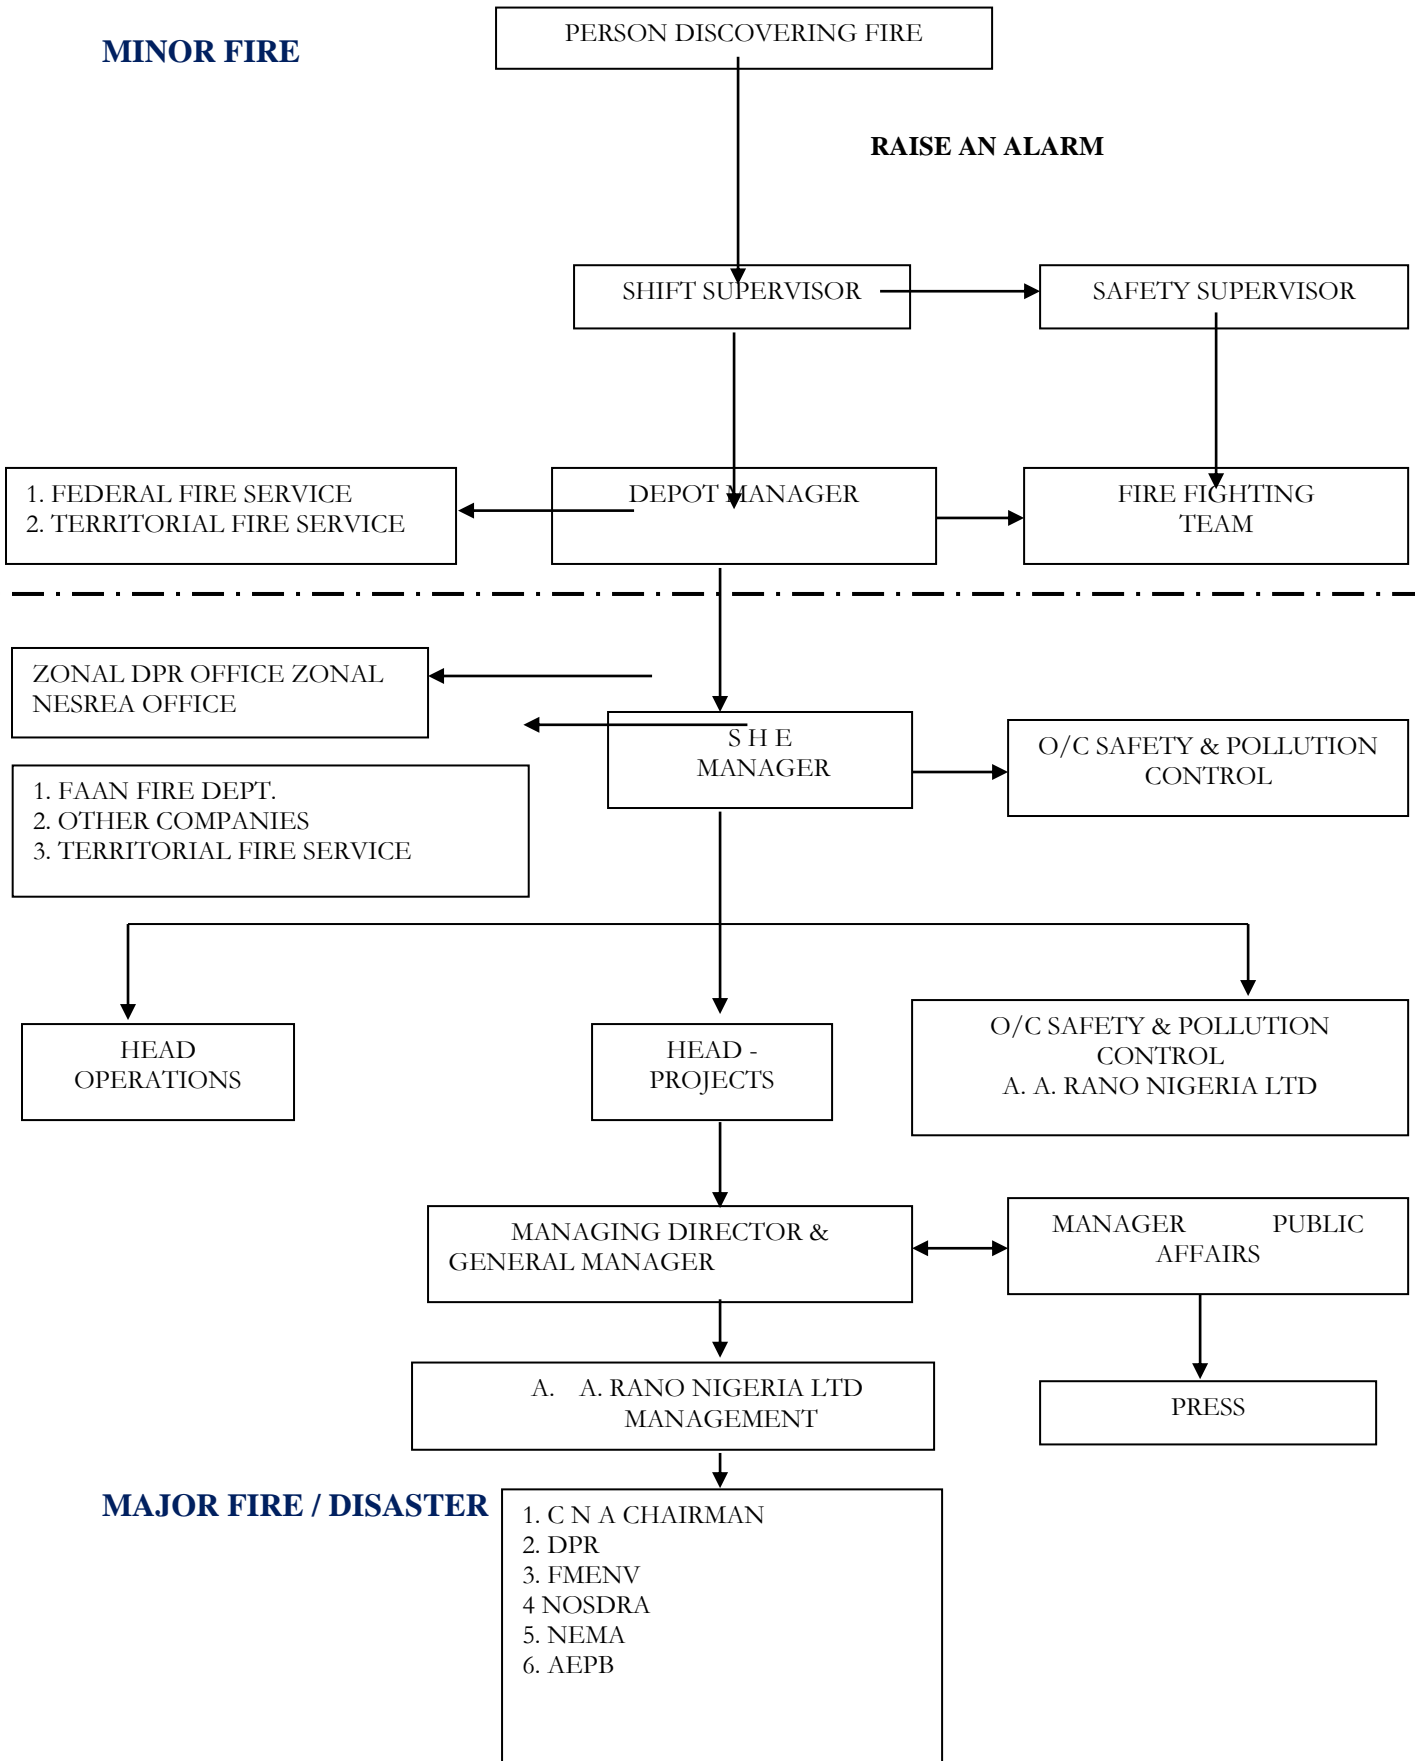 PERSON DISCOVERING FIRE
MINOR FIRE
RAISE AN ALARM
SHIFT SUPERVISOR
SAFETY SUPERVISOR
1. FEDERAL FIRE SERVICE
2. TERRITORIAL FIRE SERVICE
DEPOT MANAGER
FIRE FIGHTING
TEAM
ZONAL DPR OFFICE ZONAL
NESREA OFFICE
S H E
MANAGER
O/C SAFETY & POLLUTION
CONTROL
1. FAAN FIRE DEPT.
2. OTHER COMPANIES
3. TERRITORIAL FIRE SERVICE
HEAD
OPERATIONS
HEAD -
PROJECTS
O/C SAFETY & POLLUTION
CONTROL
A. A. RANO NIGERIA LTD
MANAGING DIRECTOR &
GENERAL MANAGER
MANAGER PUBLIC
AFFAIRS
A. A. RANO NIGERIA LTD
MANAGEMENT
PRESS
MAJOR FIRE / DISASTER
1. C N A CHAIRMAN
2. DPR
3. FMENV
4 NOSDRA
5. NEMA
6. AEPB